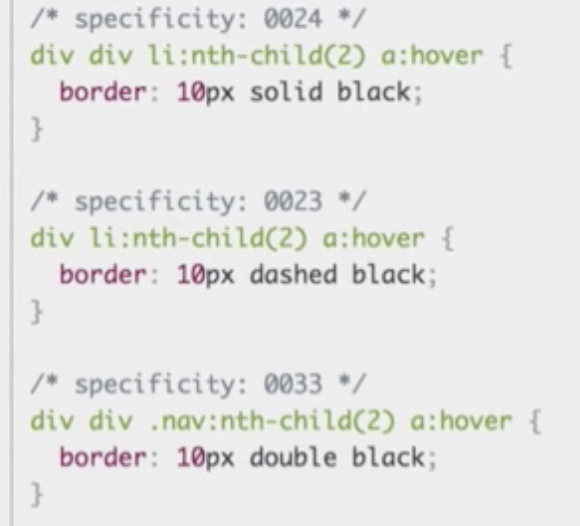 /* specificity: 0024 */
div div li:nth-child(2) a:hover {
  border: 10px solid black;
}

/* specificity: 0023 */
div li:nth-child(2) a:hover {
  border: 10px dashed black;
}

/* specificity: 0033 */
div div .nav:nth-child(2) a:hover {
  border: 10px double black;
}